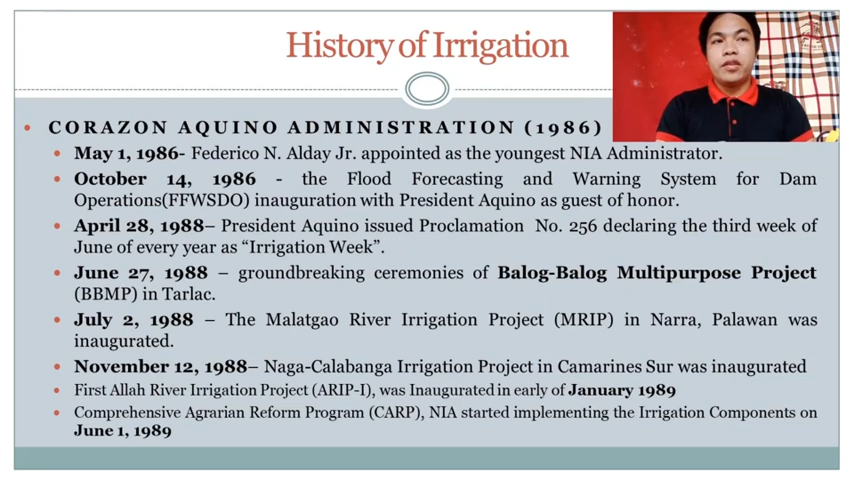 History of Irrigation
CORAZON AQUINO ADMINISTRATION (1986)
May 1, 1986- Federico N. Alday Jr. appointed as the youngest NIA Administrator.
October 14, 1986 - the Flood Forecasting and Warning System for Dam
Operations(FFWSDO) inauguration with President Aquino as guest of honor.
April 28, 1988– President Aquino issued Proclamation No. 256 declaring the third week of
June of every year as “Irrigation Week”.
June 27, 1988 – groundbreaking ceremonies of Balog-Balog Multipurpose Project
(BBMP) in Tarlac.
July 2, 1988 – The Malatgao River Irrigation Project (MRIP) in Narra, Palawan was
inaugurated.
November 12, 1988– Naga-Calabanga Irrigation Project in Camarines Sur was inaugurated
First Allah River Irrigation Project (ARIP-I), was Inaugurated in early of January 1989
Comprehensive Agrarian Reform Program (CARP), NIA started implementing the Irrigation Components on
June 1, 1989